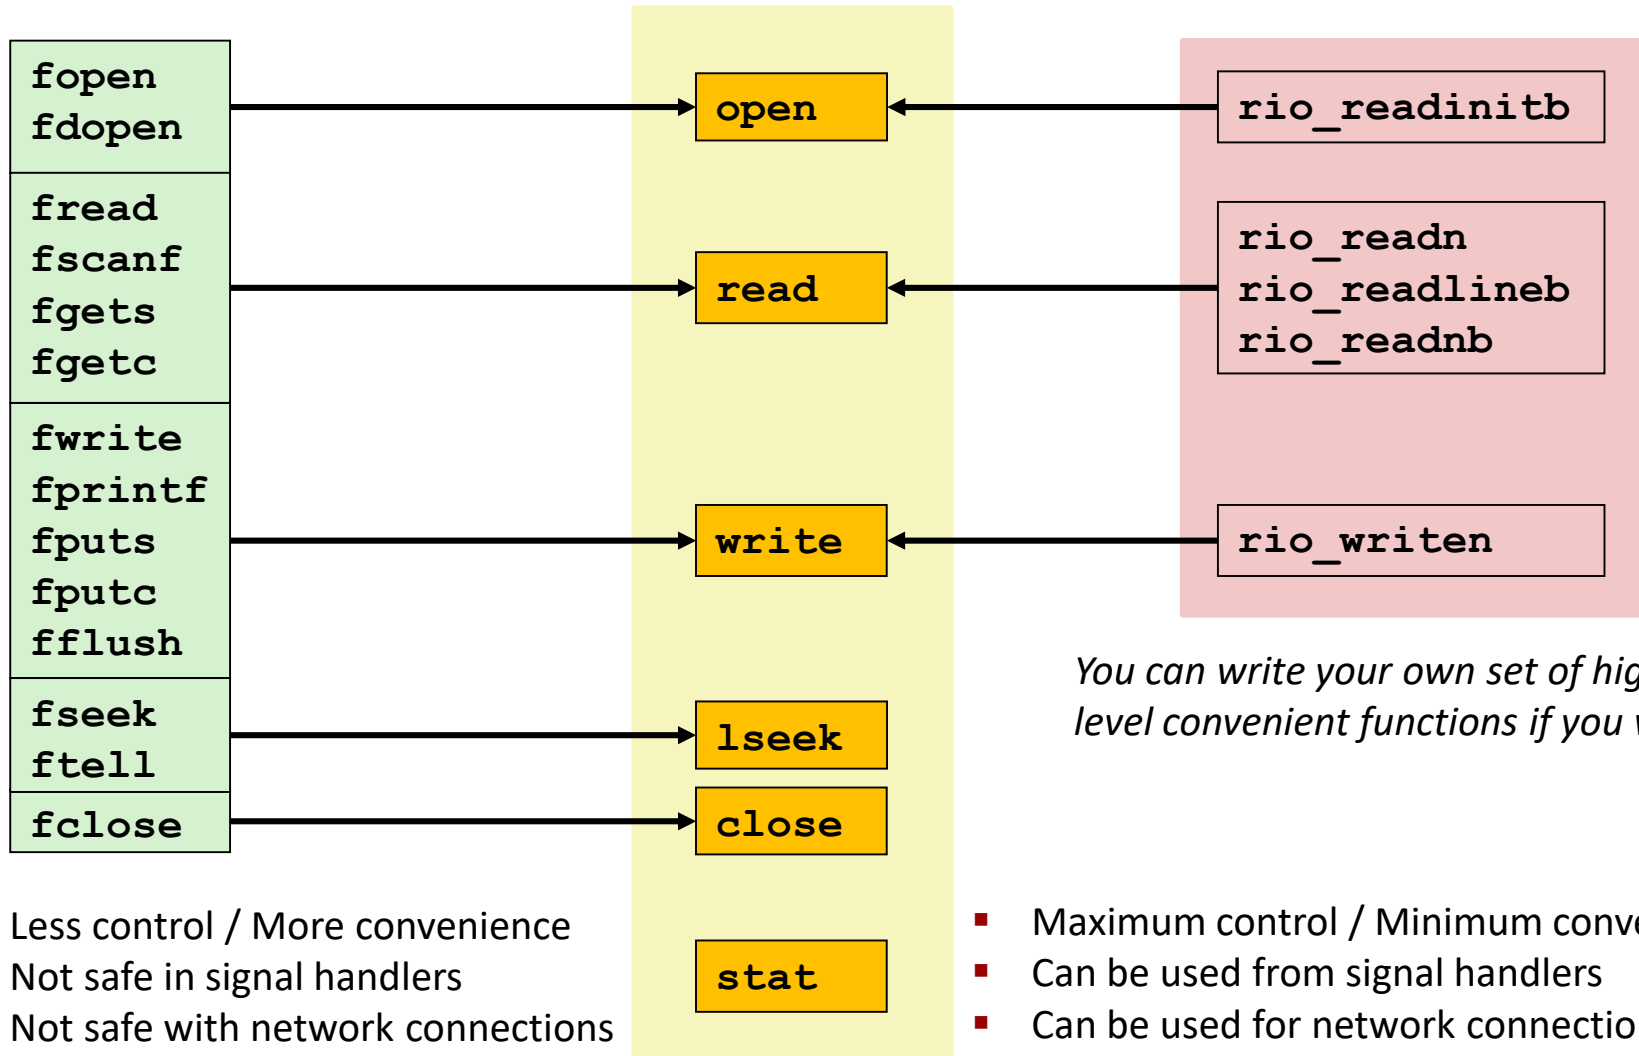 fopen
fdopen
fread
fscanf
fgets
fgetc
fwrite
fprintf
fputs
fputc
fflush
fseek
ftell
fclose
open
read
write
lseek
close
stat
rio_readinitb
rio_readn
rio_readlineb
rio_readnb
rio_writen
You can write your own set of
level convenient functions if you
Less control / More convenience
Not safe in signal handlers
Not safe with network connections
Maximum control / Minimum
Can be used from signal handlers
Can be used for network